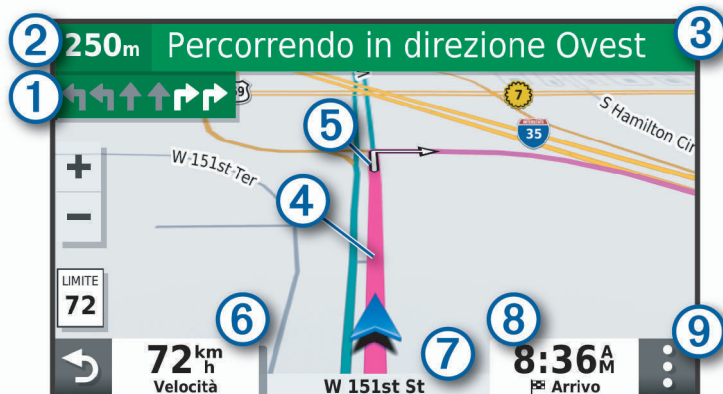 2 250m Percorrendo in direzione Ovest 3
1
69
7
S Hamilton Cir
35
5
W 151st Ter
+
4
−
LIMITE
72
6
8
9
72 km/h
Velocità
7
W 151st St
8:36 AM
Arrivo